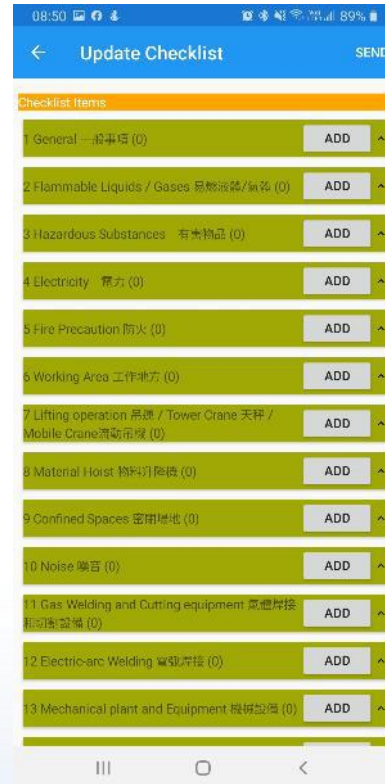 08:50 89%
Update Checklist SEND
Checklist Items
1 General 一般事項 (0) ADD
2 Flammable Liquids / Gases 易燃液體/氣體 (0) ADD
3 Hazardous Substances 有害物品 (0) ADD
4 Electricity 電力 (0) ADD
5 Fire Precaution 防火 (0) ADD
6 Working Area 工作地方 (0) ADD
7 Lifting operation 吊運 / Tower Crane 天秤 /
Mobile Crane流動吊機 (0) ADD
8 Material Hoist 物料升降機 (0) ADD
9 Confined Spaces 密閉場地 (0) ADD
10 Noise 噪音 (0) ADD
11 Gas Welding and Cutting equipment 氣體焊接
和切割設備 (0) ADD
12 Electric-arc Welding 電弧焊接 (0) ADD
13 Mechanical plant and Equipment 機械設備 (0) ADD